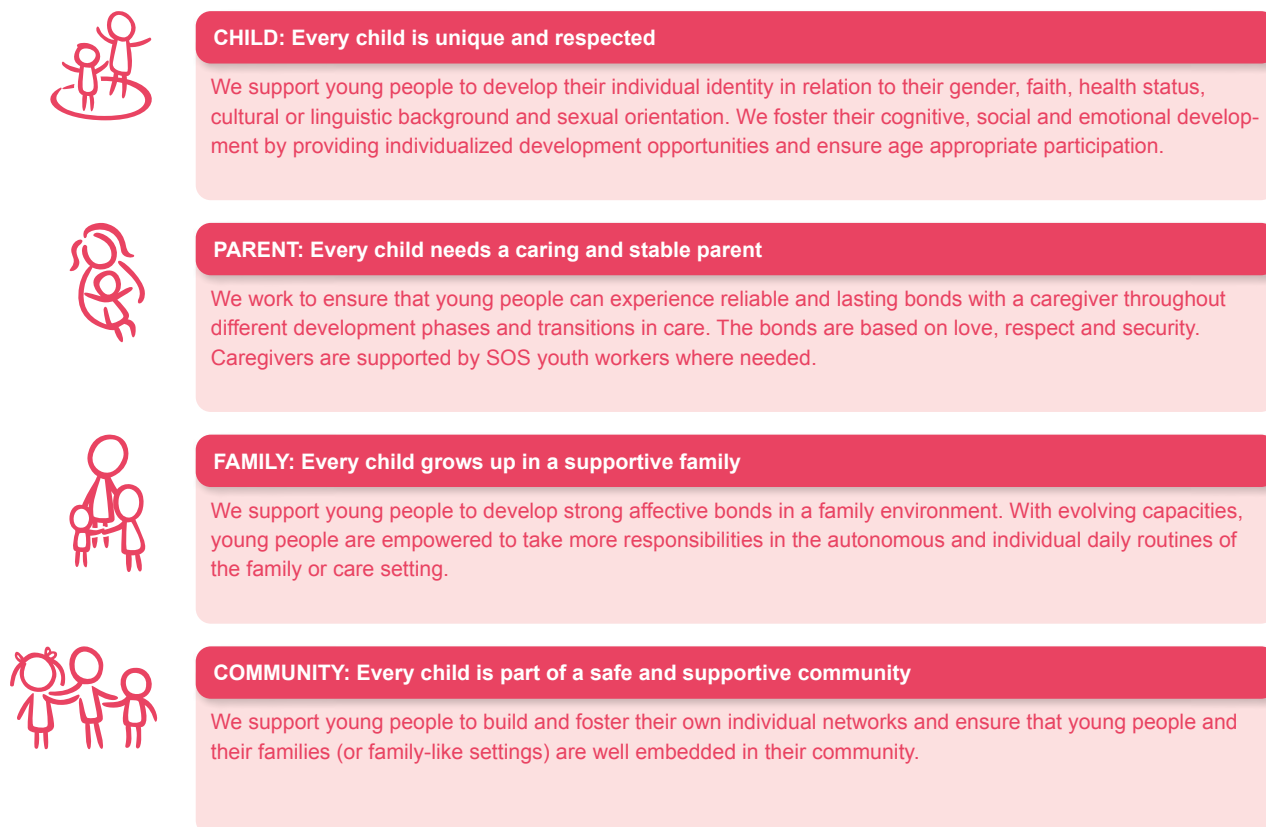 CHILD: Every child is unique and respected
We support young people to develop their individual identity in relation to their gender, faith, health status,
cultural or linguistic background and sexual orientation. We foster their cognitive, social and emotional develop-
ment by providing individualized development opportunities and ensure age appropriate participation.
PARENT: Every child needs a caring and stable parent
We work to ensure that young people can experience reliable and lasting bonds with a caregiver throughout
different development phases and transitions in care. The bonds are based on love, respect and security.
Caregivers are supported by SOS youth workers where needed.
FAMILY: Every child grows up in a supportive family
We support young people to develop strong affective bonds in a family environment. With evolving capacities,
young people are empowered to take more responsibilities in the autonomous and individual daily routines of
the family or care setting.
COMMUNITY: Every child is part of a safe and supportive community
We support young people to build and foster their own individual networks and ensure that young people and
their families (or family-like settings) are well embedded in their community.